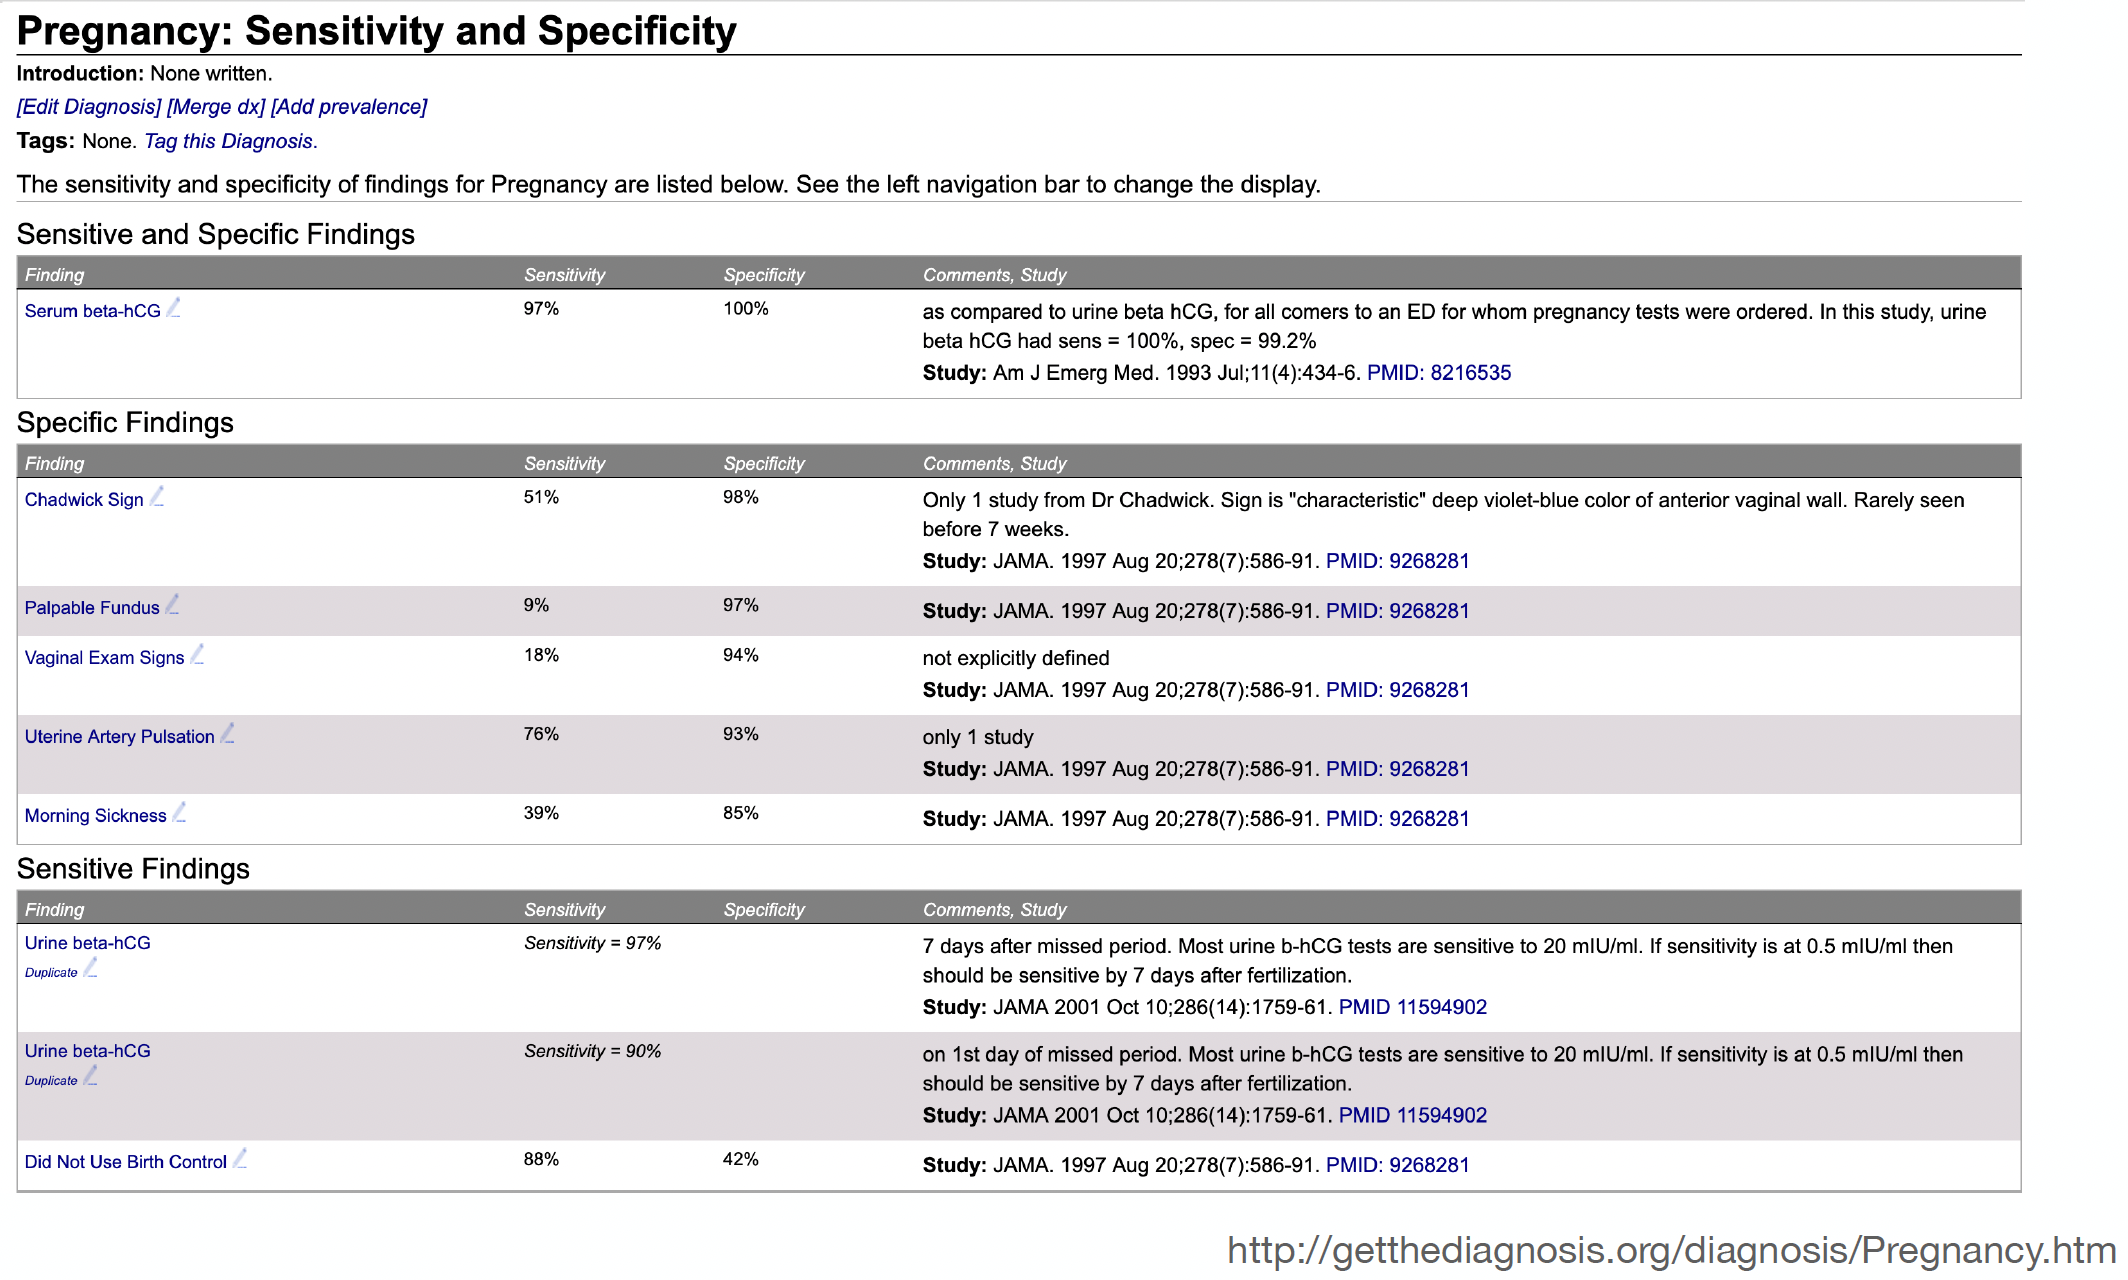 Pregnancy: Sensitivity and Specificity
Introduction: None written.
[Edit Diagnosis] [Merge dx] [Add prevalence]
Tags: None. Tag this Diagnosis.
The sensitivity and specificity of findings for Pregnancy are listed below. See the left navigation bar to change the display.
Sensitive and Specific Findings
Finding Sensitivity Specificity Comments, Study
Serum beta-hCG 97% 100% as compared to urine beta hCG, for all comers to an ED for whom pregnancy tests were ordered. In this study, urine
beta hCG had sens = 100%, spec = 99.2%
Study: Am J Emerg Med. 1993 Jul;11(4):434-6. PMID: 8216535
Specific Findings
Finding Sensitivity Specificity Comments, Study
Chadwick Sign 51% 98% Only 1 study from Dr Chadwick. Sign is "characteristic" deep violet-blue color of anterior vaginal wall. Rarely seen
before 7 weeks.
Study: JAMA. 1997 Aug 20;278(7):586-91. PMID: 9268281
Palpable Fundus 9% 97% Study: JAMA. 1997 Aug 20;278(7):586-91. PMID: 9268281
Vaginal Exam Signs 18% 94% not explicitly defined
Study: JAMA. 1997 Aug 20;278(7):586-91. PMID: 9268281
Uterine Artery Pulsation 76% 93% only 1 study
Study: JAMA. 1997 Aug 20;278(7):586-91. PMID: 9268281
Morning Sickness 39% 85% Study: JAMA. 1997 Aug 20;278(7):586-91. PMID: 9268281
Sensitive Findings
Finding Sensitivity Specificity Comments, Study
Urine beta-hCG Sensitivity = 97% 7 days after missed period. Most urine b-hCG tests are sensitive to 20 mIU/ml. If sensitivity is at 0.5 mIU/ml then
Duplicate should be sensitive by 7 days after fertilization.
Study: JAMA 2001 Oct 10;286(14):1759-61. PMID 11594902
Urine beta-hCG Sensitivity = 90% on 1st day of missed period. Most urine b-hCG tests are sensitive to 20 mIU/ml. If sensitivity is at 0.5 mIU/ml then
Duplicate should be sensitive by 7 days after fertilization.
Study: JAMA 2001 Oct 10;286(14):1759-61. PMID 11594902
Did Not Use Birth Control 88% 42% Study: JAMA. 1997 Aug 20;278(7):586-91. PMID: 9268281
http://getthediagnosis.org/diagnosis/Pregnancy.htm